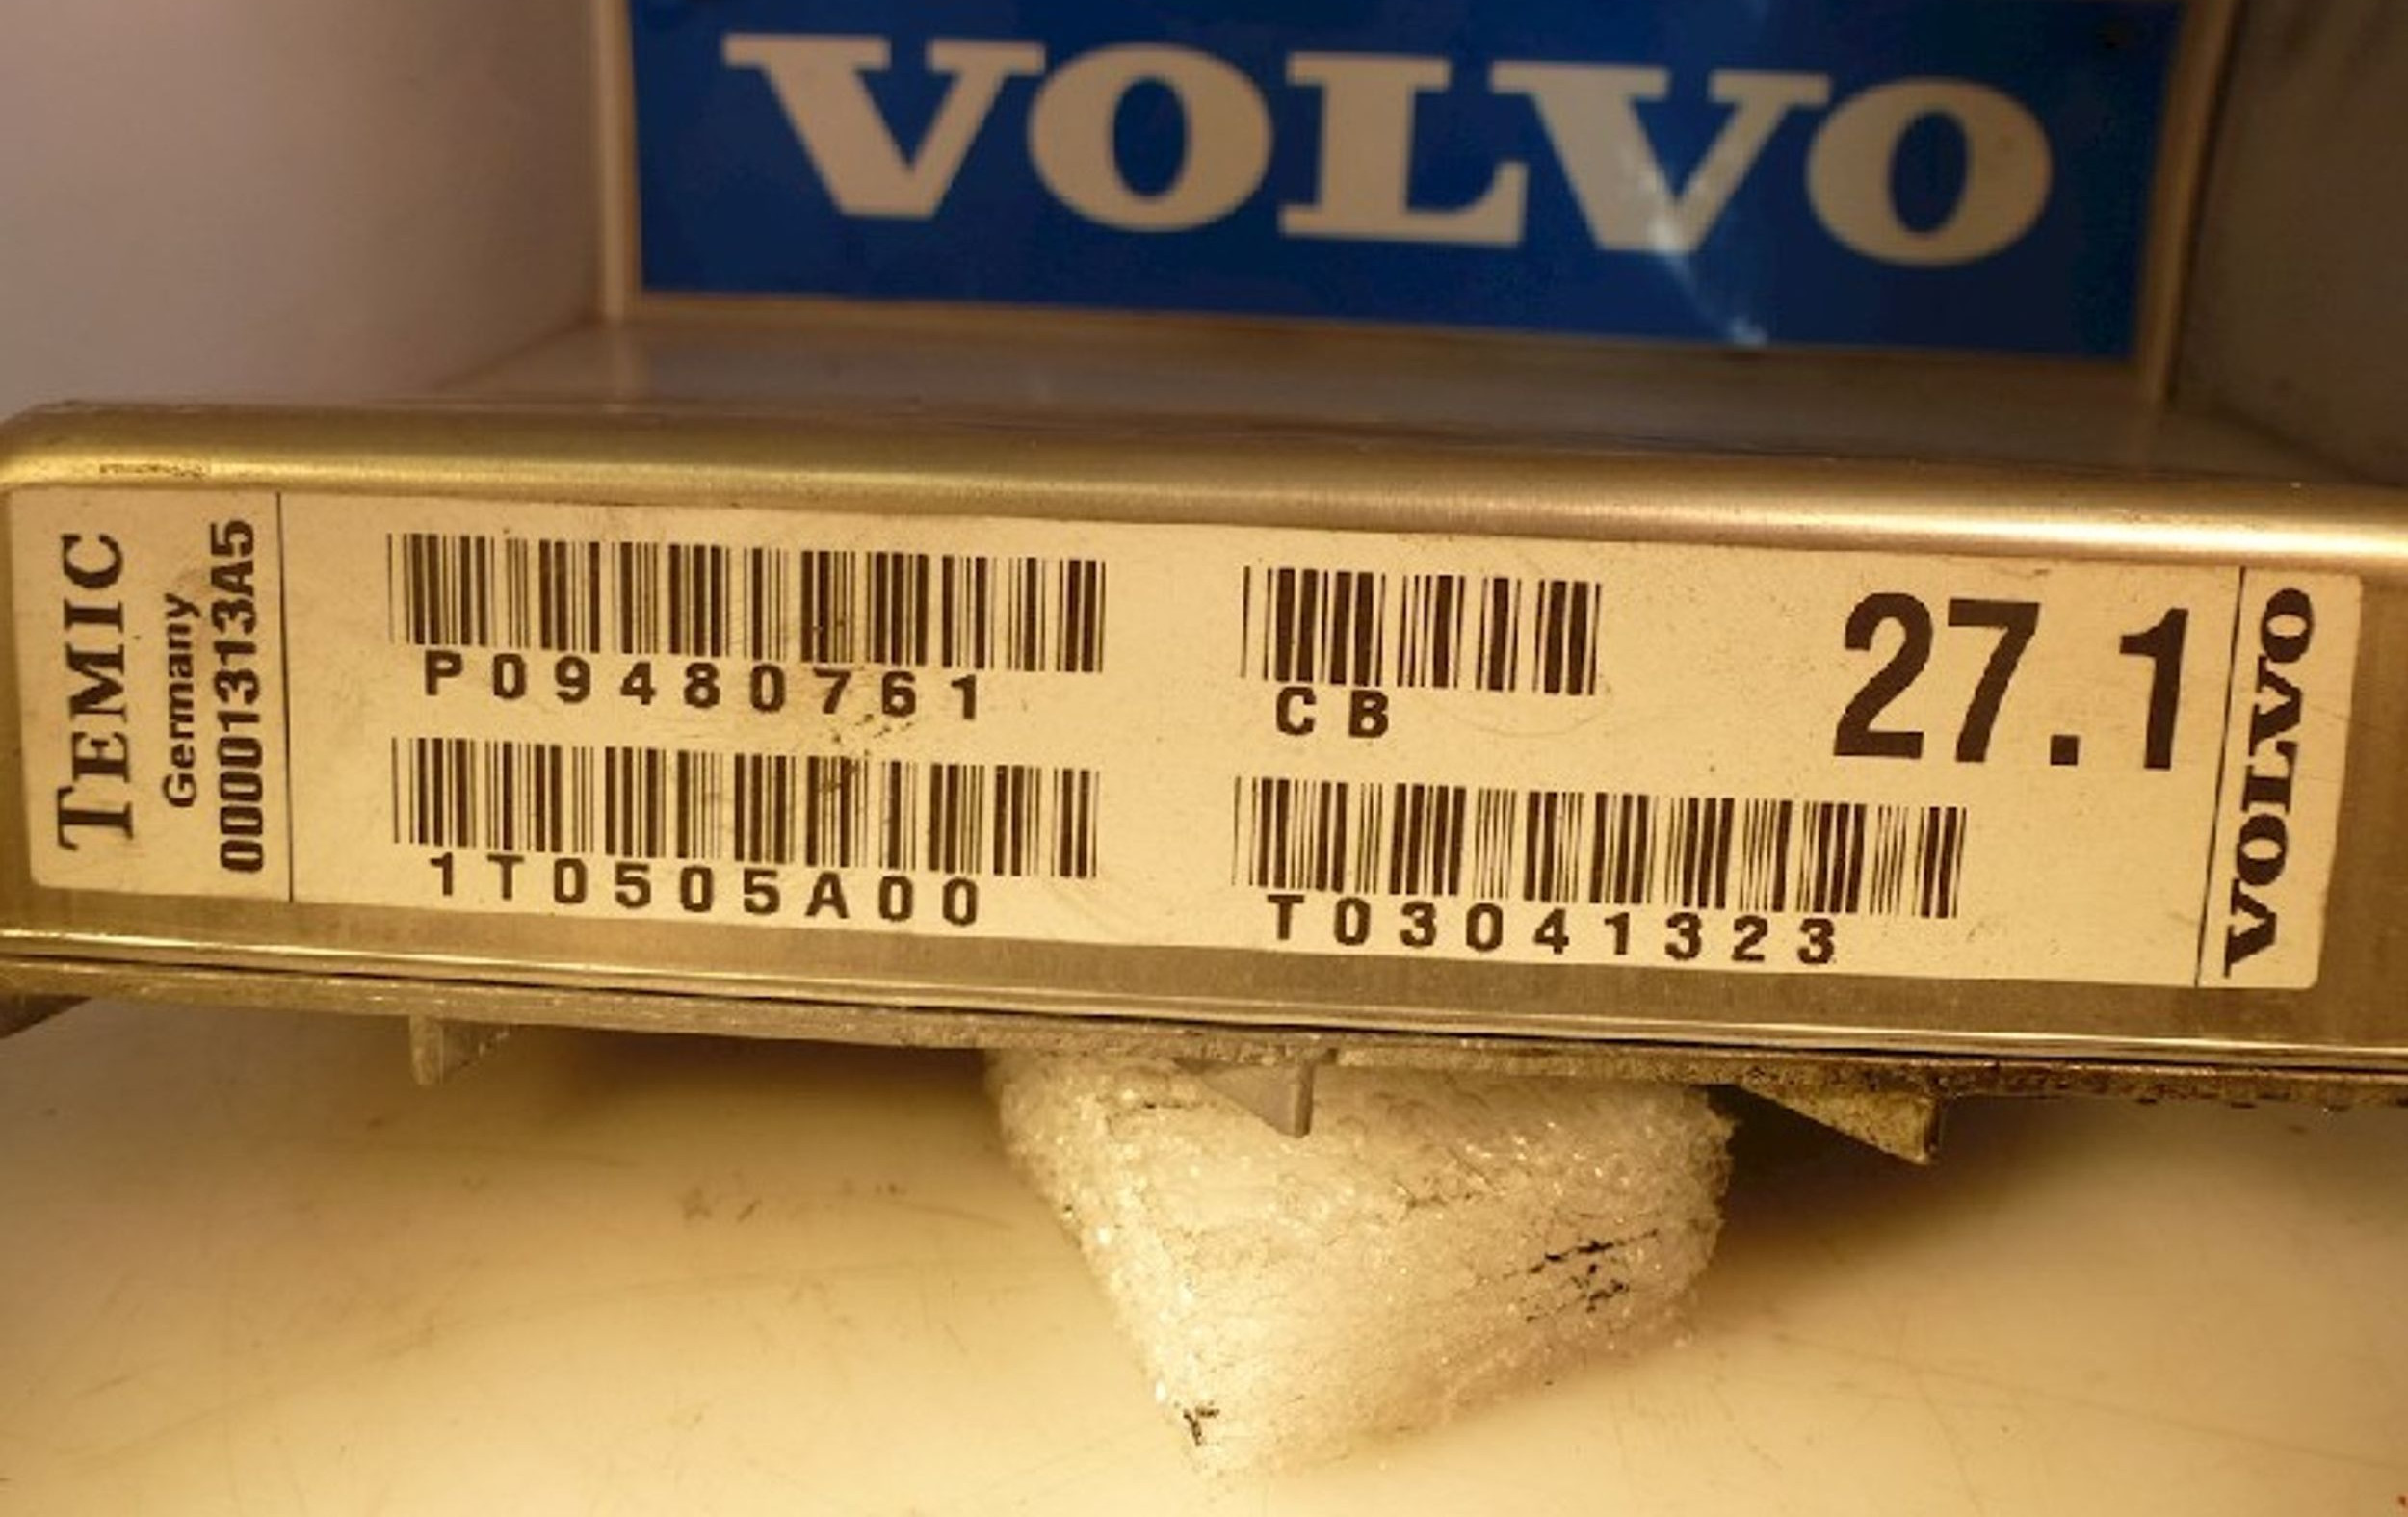 VOLVO
TEMIC
Germany
00001313A5
P09480761
CB
27.1
1T0505A00
T03041323
VOLVO